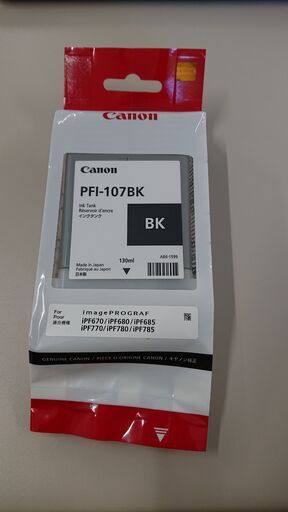 Canon
Canon
PFI-107BK
Ink Tank
Réservoir d'encre
インクタンク
BK
130ml
Made in Japan
Fabriqué au Japon
日本製
For
Pour
適合機種
imagePROGRAF
iPF670/iPF680/iPF685
iPF770/iPF780/iPF785
GENUINE CANON / PIÈCE D'ORIGINE CANON / キヤノン純正